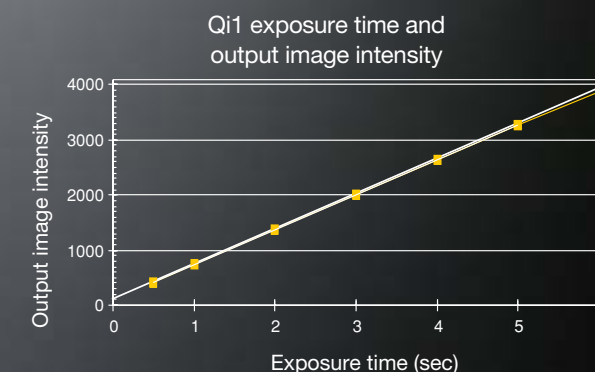 Qi1 exposure time and
output image intensity
Output image intensity
4000
3000
2000
1000
0
0 1 2 3 4 5
Exposure time (sec)